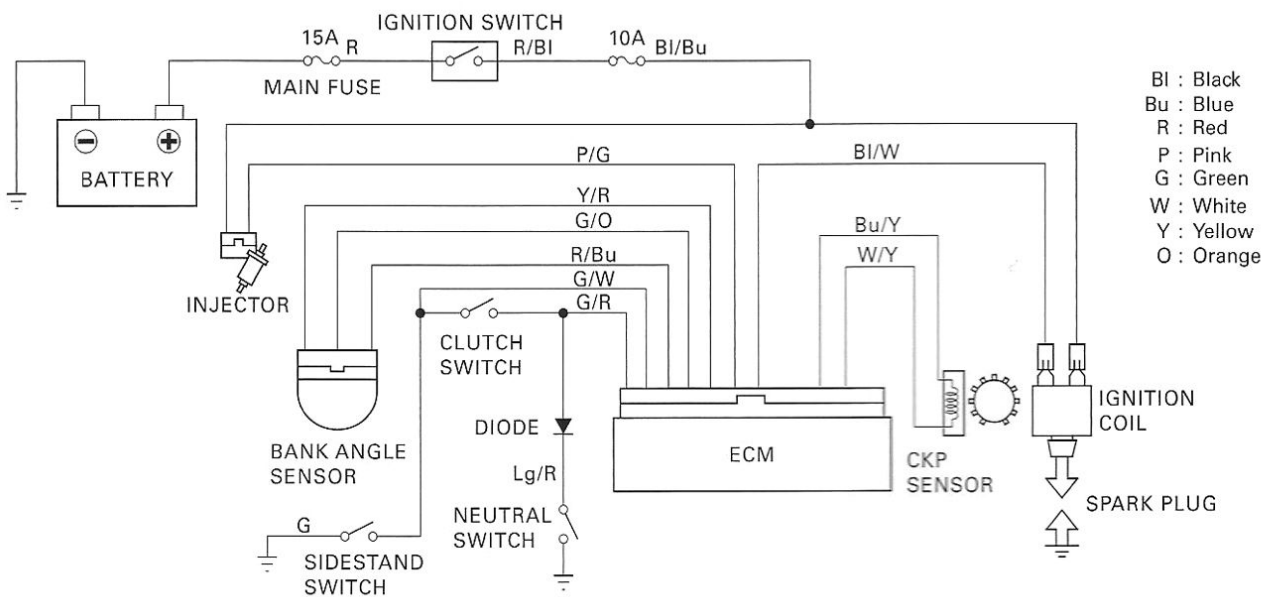 IGNITION SWITCH
15A
R
R/Bl
10A
Bl/Bu
MAIN FUSE
Bl : Black
Bu : Blue
R : Red
P : Pink
G : Green
W : White
Y : Yellow
O : Orange
BATTERY
P/G
Bl/W
Y/R
G/O
Bu/Y
R/Bu
W/Y
G/W
G/R
INJECTOR
CLUTCH
SWITCH
BANK ANGLE
SENSOR
DIODE
Lg/R
ECM
CKP
SENSOR
IGNITION
COIL
SPARK PLUG
NEUTRAL
SWITCH
G
SIDESTAND
SWITCH